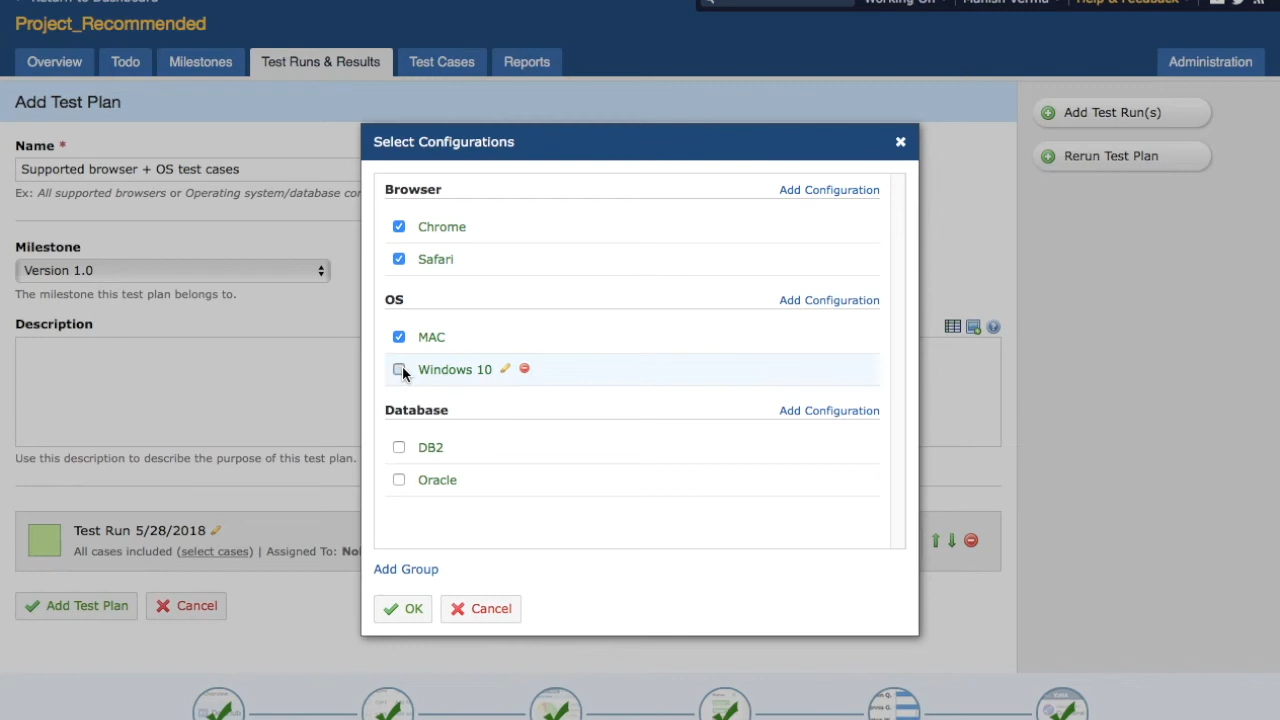 Return to Dashboard
Working On
Manish Verma
Help & Feedback
Project_Recommended
Overview
Todo
Milestones
Test Runs & Results
Test Cases
Reports
Administration
Add Test Plan
Add Test Run(s)
Rerun Test Plan
Name *
Supported browser + OS test cases
Ex: All supported browsers or Operating system/database
Milestone
Version 1.0
The milestone this test plan belongs to.
Description
Use this description to describe the purpose of this test plan.
Test Run 5/28/2018
All cases included (select cases) | Assigned To:
Add Test Plan
Cancel
Select Configurations
Browser
Add Configuration
Chrome
Safari
OS
Add Configuration
MAC
Windows 10
Database
Add Configuration
DB2
Oracle
Add Group
OK
Cancel